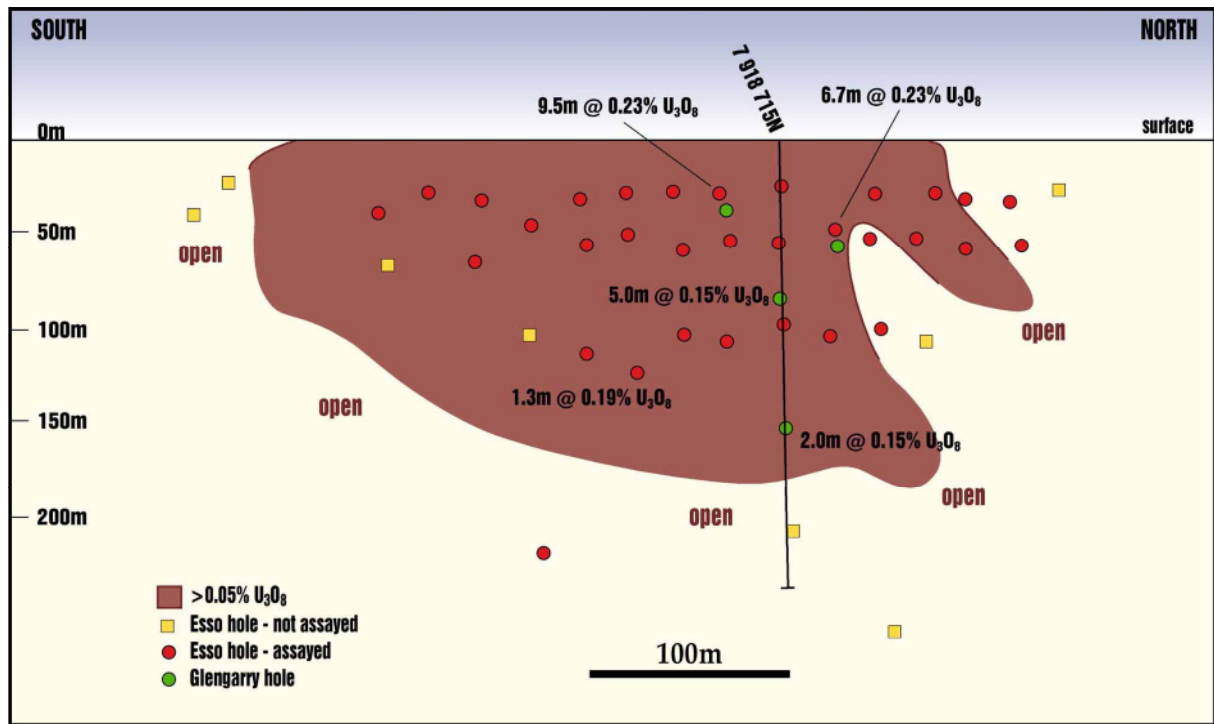 SOUTH
NORTH
7 918 715N
9.5m @ 0.23% U₃O₈
6.7m @ 0.23% U₃O₈
0m
surface
50m
open
5.0m @ 0.15% U₃O₈
100m
open
open
1.3m @ 0.19% U₃O₈
150m
2.0m @ 0.15% U₃O₈
open
200m
open
>0.05% U₃O₈
Esso hole - not assayed
Esso hole - assayed
Glengarry hole
100m